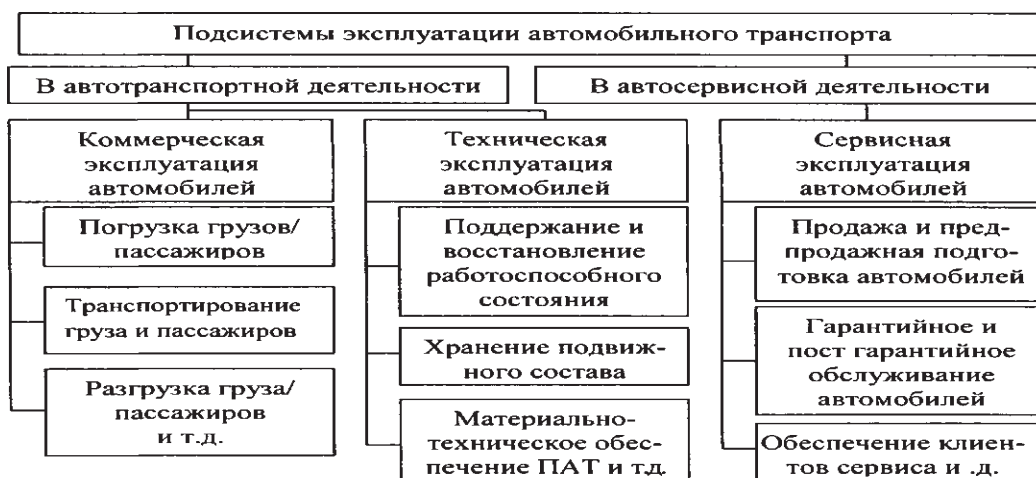 Подсистемы эксплуатации автомобильного транспорта
В автотранспортной деятельности
В автосервисной деятельности
Коммерческая
эксплуатация
автомобилей
Погрузка грузов/
пассажиров
Транспортирование
груза и пассажиров
Разгрузка груза/
пассажиров
и т.д.
Техническая
эксплуатация
автомобилей
Поддержание и
восстановление
работоспособного
состояния
Хранение подвиж-
ного состава
Материально-
техническое обес-
печение ПАТ и т.д.
Сервисная
эксплуатация
автомобилей
Продажа и пред-
продажная подго-
товка автомобилей
Гарантийное и
пост гарантийное
обслуживание
автомобилей
Обеспечение клиен-
тов сервиса и .д.